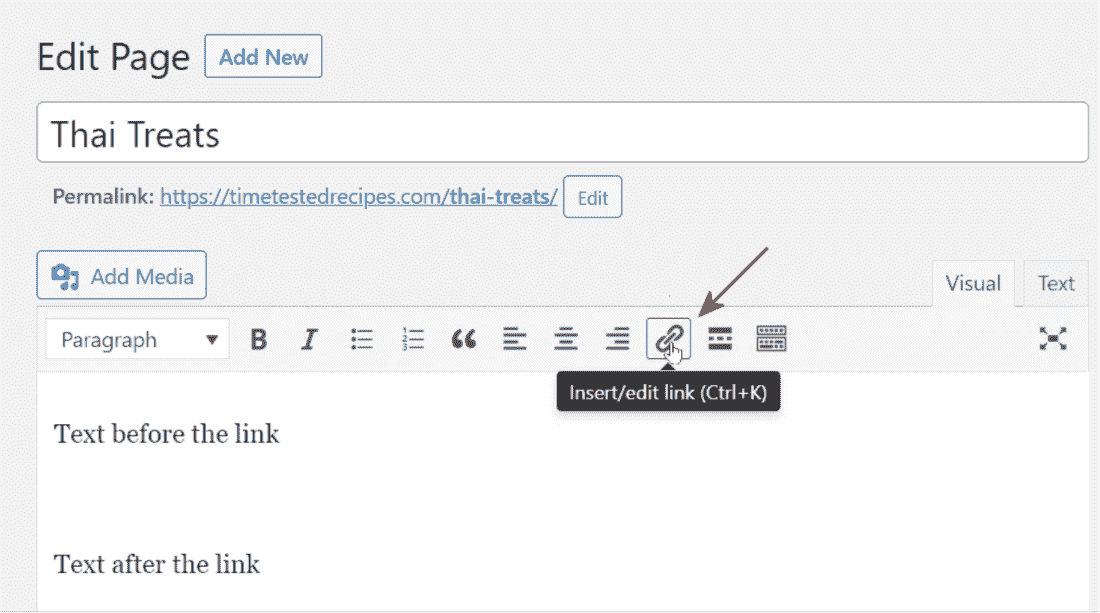 Edit Page Add New
Thai Treats
Permalink: https://timetestedrecipes.com/thai-treats/ Edit
Add Media
Visual Text
Paragraph B I
Insert/edit link (Ctrl+K)
Text before the link
Text after the link